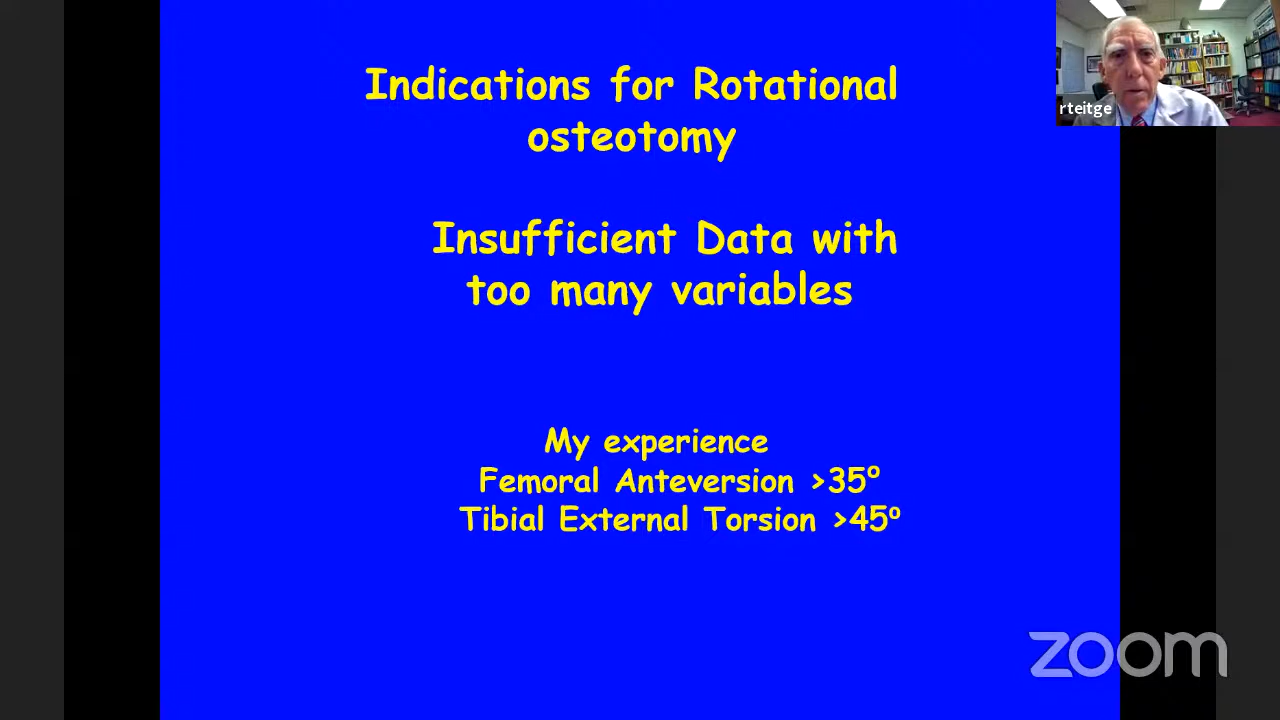 Indications for Rotational
osteotomy
rteitge
Insufficient Data with
too many variables
My experience
Femoral Anteversion >35º
Tibial External Torsion >45º
zoom